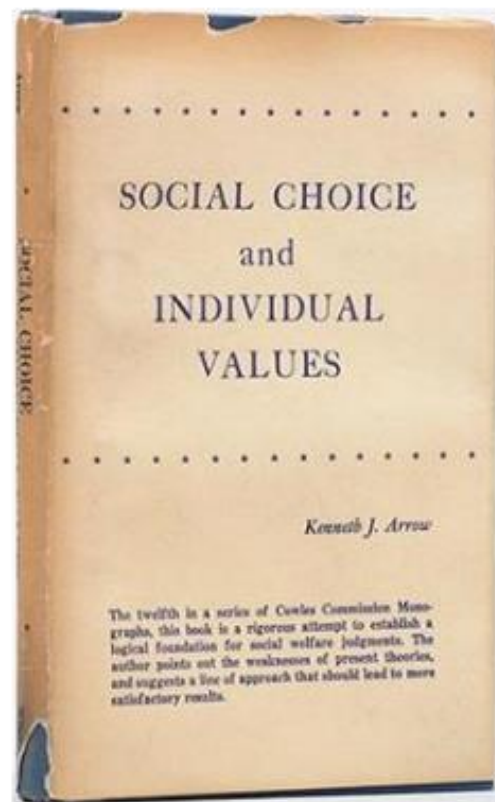 SOCIAL CHOICE
and
INDIVIDUAL
VALUES
Kenneth J. Arrow
The twelfth in a series of Cowles Commission Mono-
graphs, this book is a rigorous attempt to establish a
logical foundation for social welfare judgments. The
author points out the weaknesses of present theories,
and suggests a line of approach that should lead to more
satisfactory results.
SOCIAL CHOICE